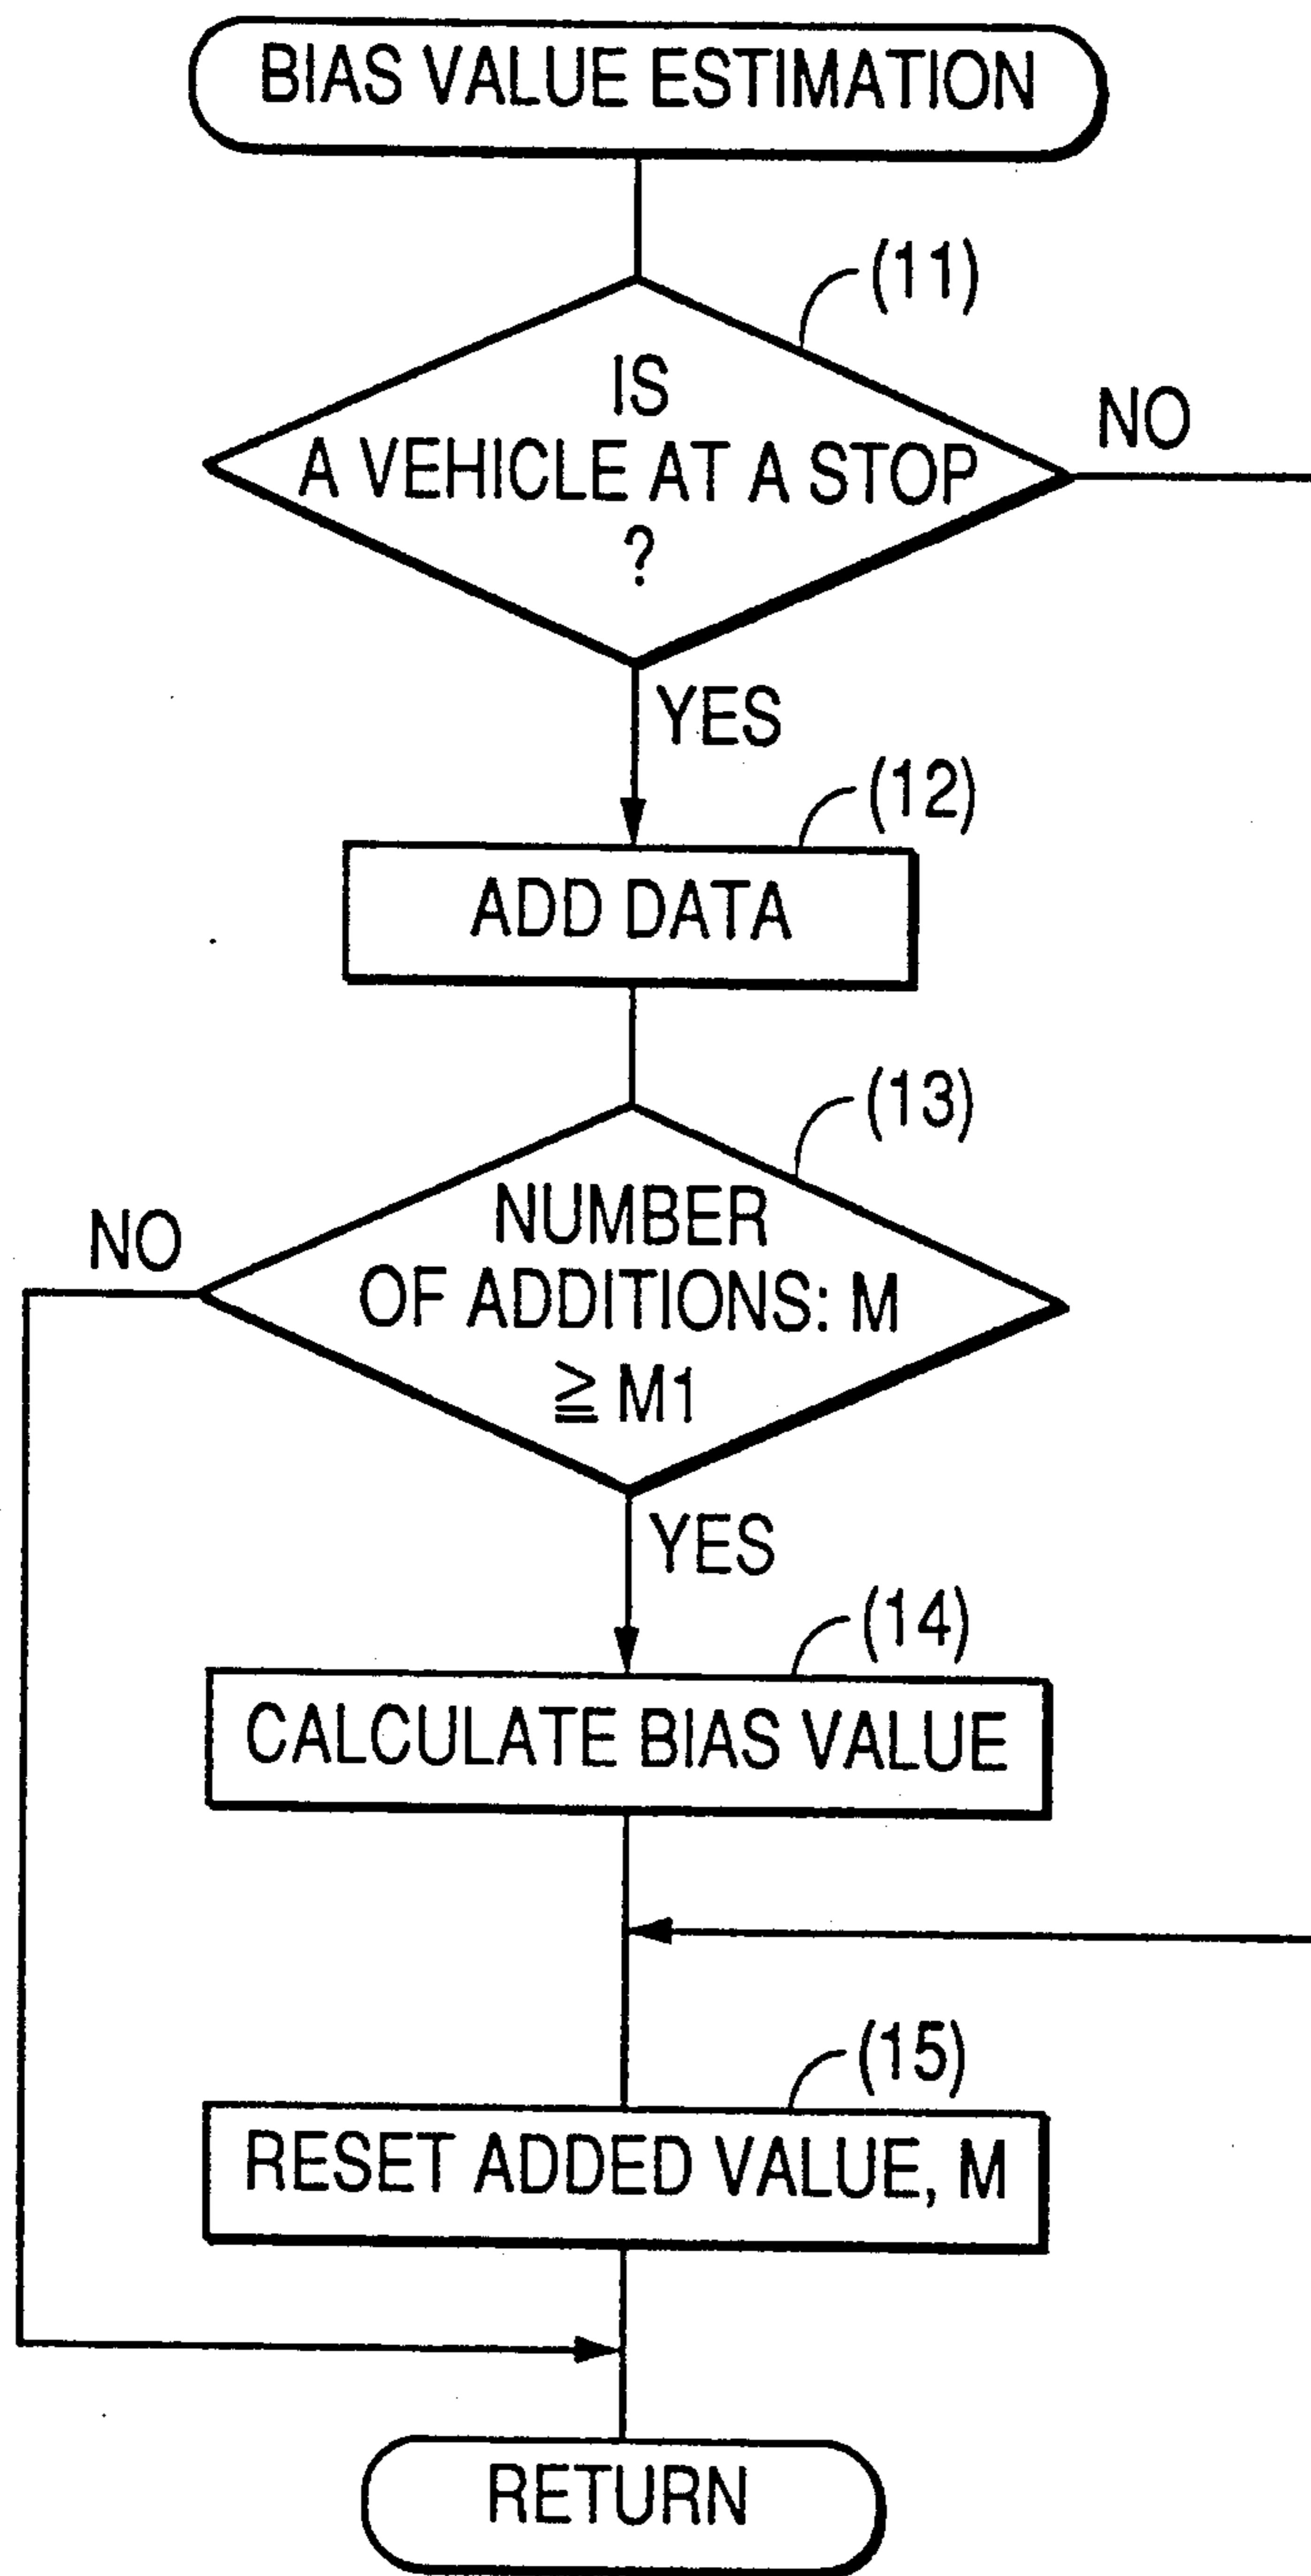 BIAS VALUE ESTIMATION
(11)
IS
A VEHICLE AT A STOP
?
NO
YES
(12)
ADD DATA
(13)
NUMBER
OF ADDITIONS: M
≧ M1
NO
YES
(14)
CALCULATE BIAS VALUE
(15)
RESET ADDED VALUE, M
RETURN